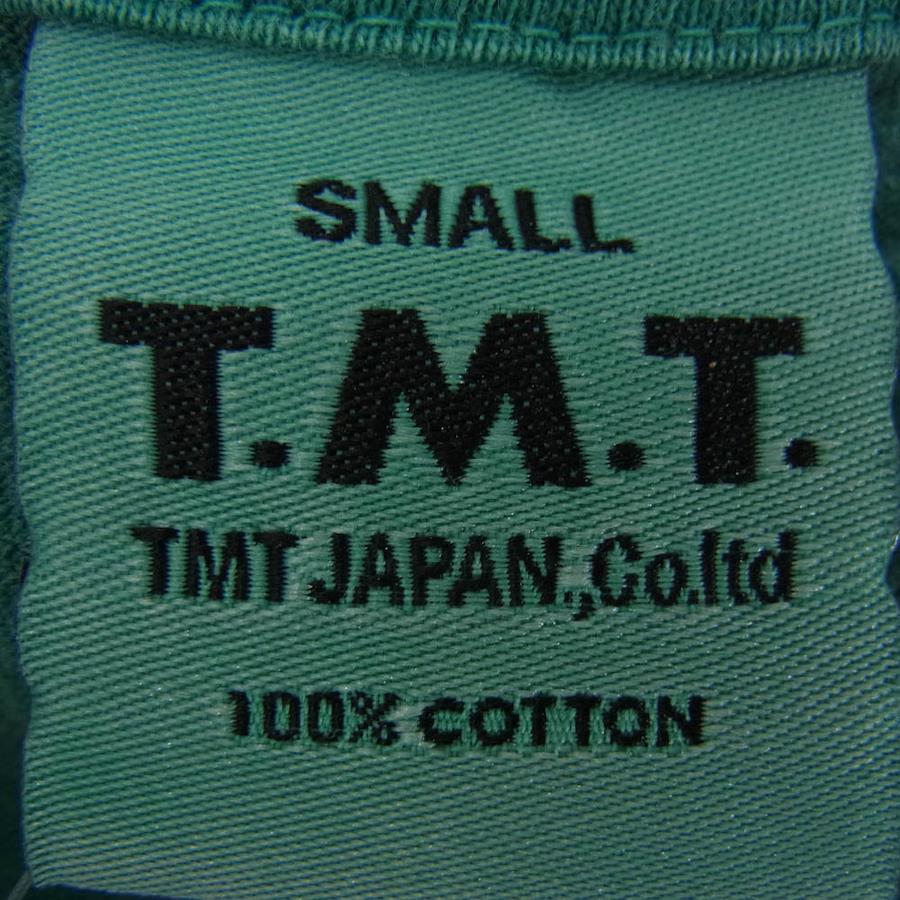 SMALL
T.M.T.
TMT JAPAN.,Co.ltd
100% COTTON